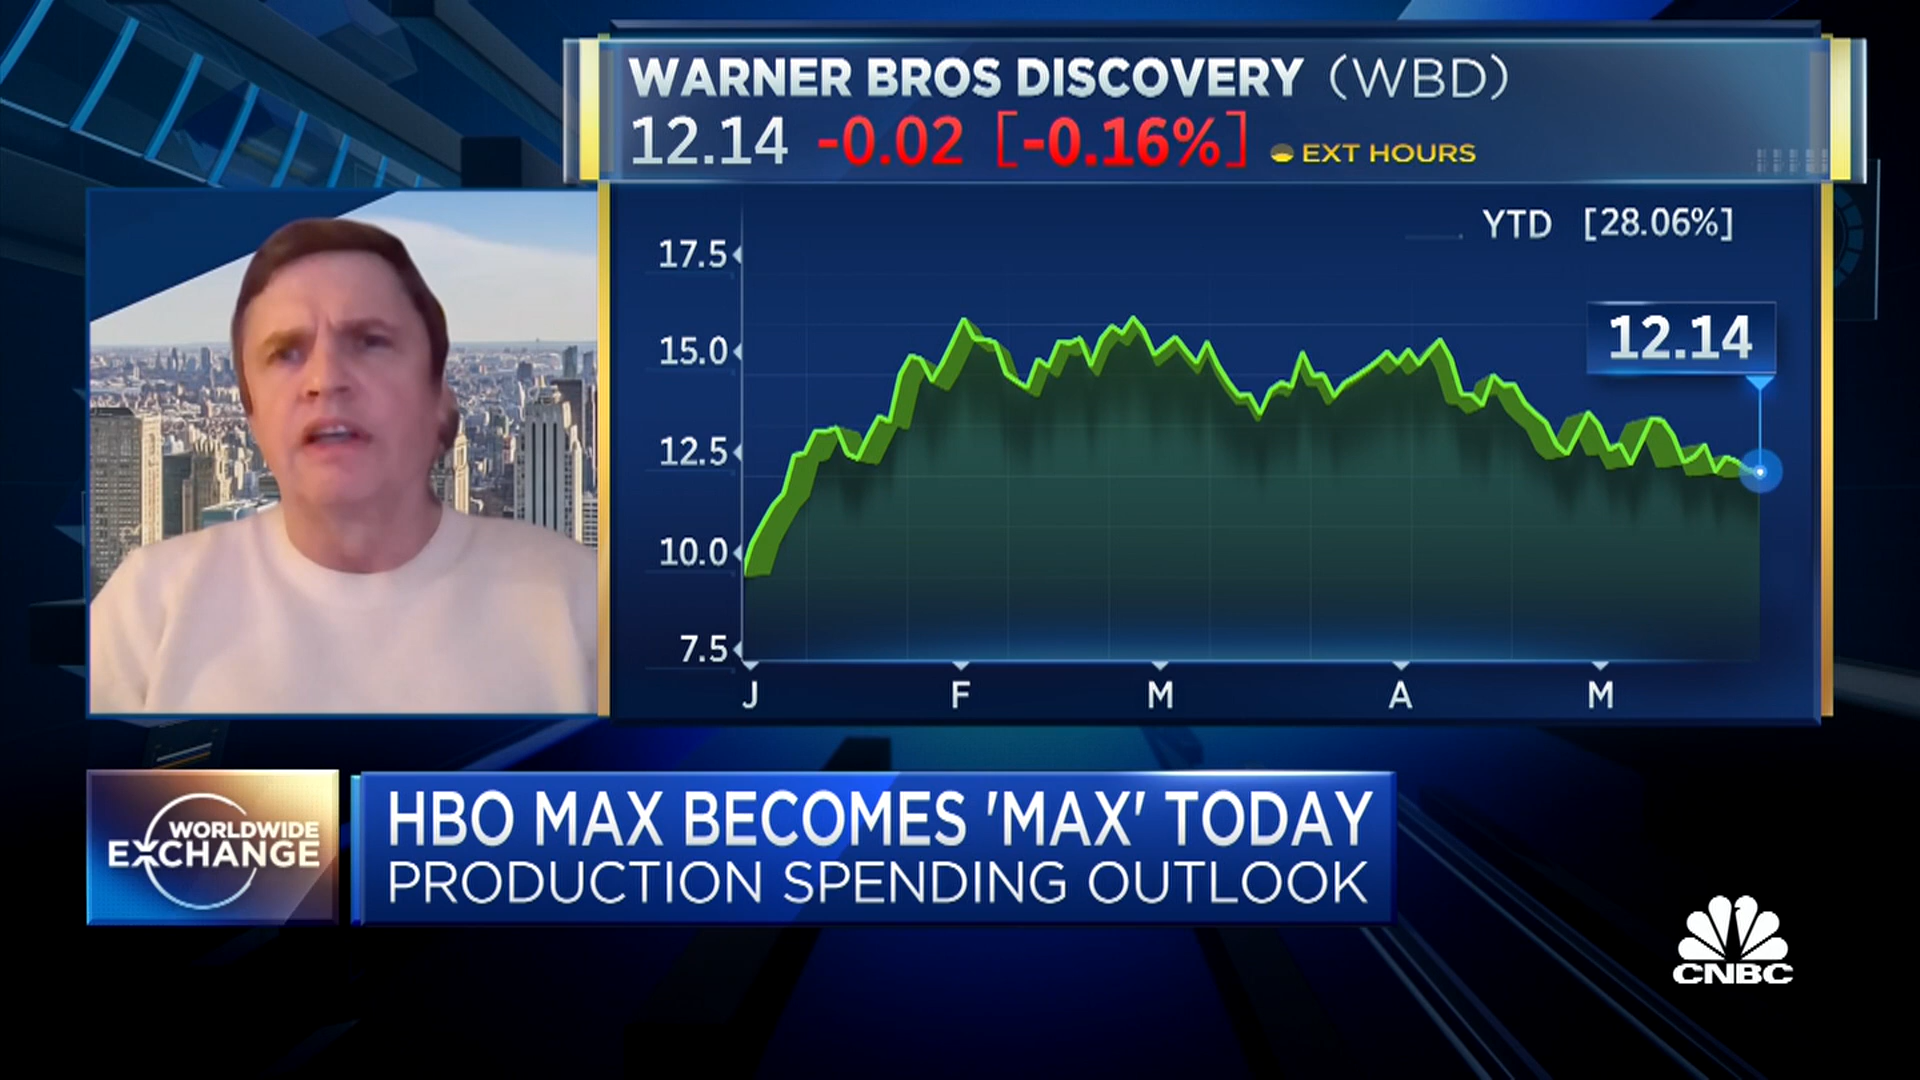 WARNER BROS DISCOVERY (WBD)
12.14 -0.02 [-0.16%] EXT HOURS
YTD [28.06%]
17.5
15.0
12.5
10.0
7.5
12.14
J F M A M
WORLDWIDE
EXCHANGE
HBO MAX BECOMES 'MAX' TODAY
PRODUCTION SPENDING OUTLOOK
CNBC